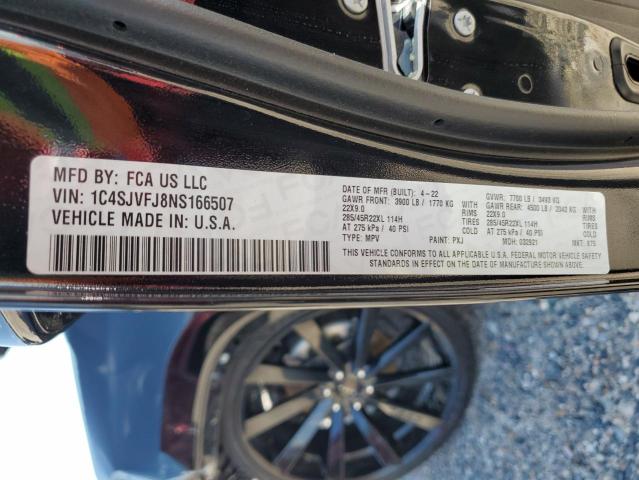 MFD BY: FCA US LLC
VIN: 1C4SJVFJ8NS166507
VEHICLE MADE IN U.S.A.
DATE OF MFR (BUILT): 4-22 GVWR: 7700 LB / 3493 KG
GAWR FRONT: 3900 LB / 1770 KG WITH GAWR REAR: 4500 LB / 2040 KG WITH
22X9.0 RIMS 22X9.0 RIMS
285/45R22XL 114H TIRES 285/45R22XL 114H TIRES
AT 275 kPa / 40 PSI AT 275 kPa / 40 PSI
TYPE: MPV PAINT: PXJ MDH: 032921 MKT: 875
THIS VEHICLE CONFORMS TO ALL U.S.A. FEDERAL MOTOR VEHICLE SAFETY
STANDARDS IN EFFECT ON THE DATE OF MANUFACTURE SHOWN ABOVE.